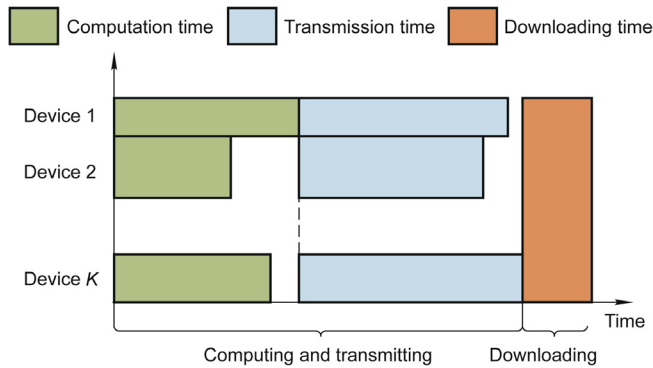 Computation time Transmission time Downloading time
Device 1
Device 2
Device K
Time
Computing and transmitting Downloading